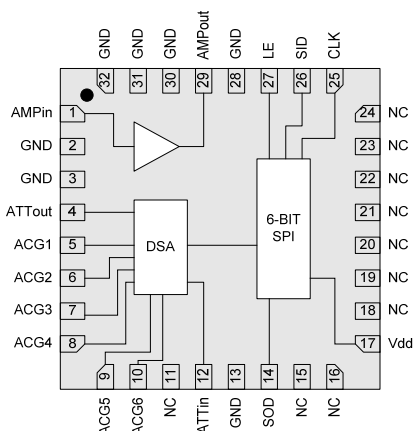 GND
GND
GND
AMPout
GND
LE
SID
CLK
32
31
30
29
28
27
26
25
AMPin 1
24 NC
GND 2
23 NC
GND 3
22 NC
ATTout 4
21 NC
ACG1 5
20 NC
ACG2 6
19 NC
ACG3 7
18 NC
ACG4 8
17 Vdd
DSA
6-BIT
SPI
9
10
11
12
13
14
15
16
ACG5
ACG6
NC
ATTin
GND
SOD
NC
NC